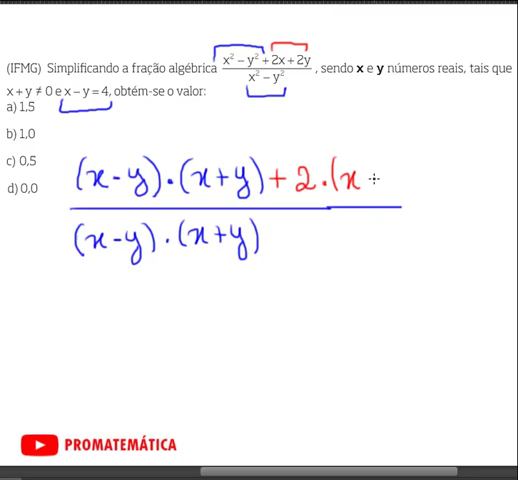 (IFMG) Simplificando a fração algébrica x² − y² + 2x + 2y / x² − y² , sendo x e y números reais, tais que
x + y ≠ 0 e x − y = 4, obtém-se o valor:
a) 1,5
b) 1,0
c) 0,5
d) 0,0
(x - y) . (x + y) + 2 . (x
(x - y) . (x + y)
PROMATEMÁTICA